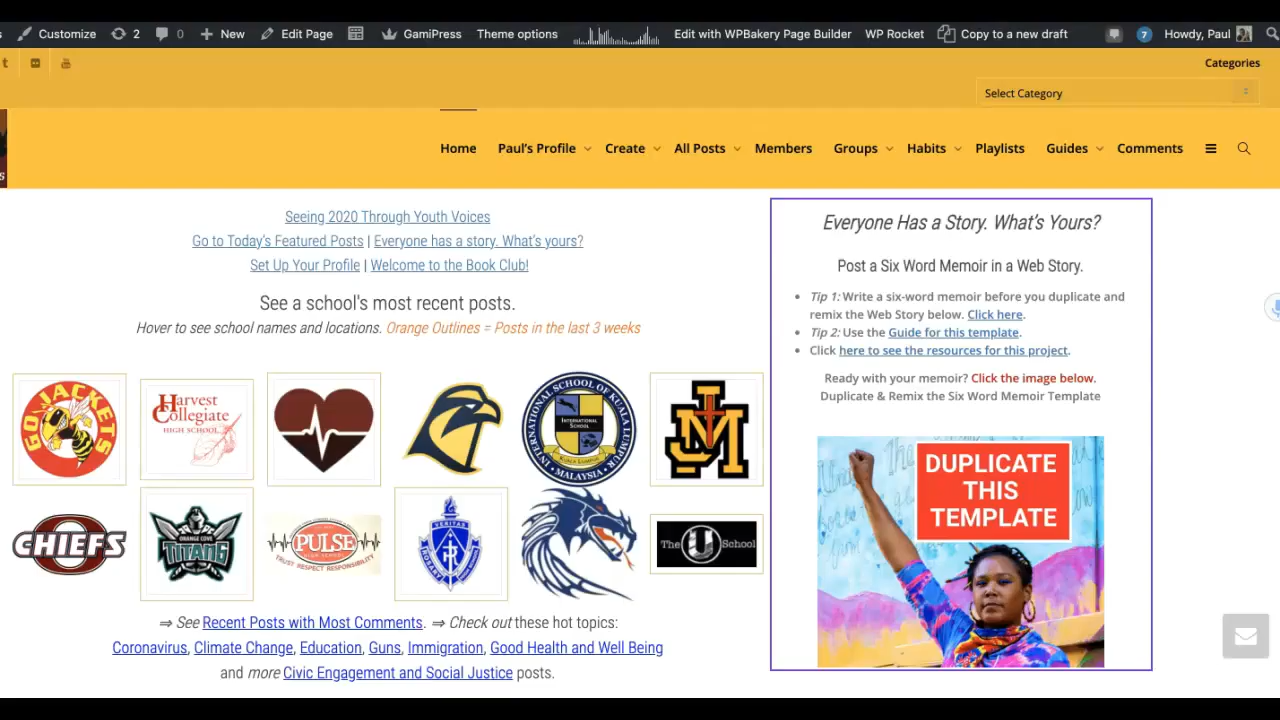 Customize 2 0 New Edit Page GamiPress Theme options Edit with WPBakery Page Builder WP Rocket Copy to a new draft 7 Howdy, Paul
Categories
Select Category
Home Paul's Profile Create All Posts Members Groups Habits Playlists Guides Comments
Seeing 2020 Through Youth Voices
Go to Today's Featured Posts | Everyone has a story. What's yours?
Set Up Your Profile | Welcome to the Book Club!
See a school's most recent posts.
Hover to see school names and locations. Orange Outlines = Posts in the last 3 weeks
GO JACKETS
Harvest
Collegiate
HIGH SCHOOL
INTERNATIONAL SCHOOL OF KUALA LUMPUR
MALAYSIA
INTERNATIONAL
SCHOOL
KUALA LUMPUR
JM
CHIEFS
ORANGE COVE
TITANS
PULSE
HIGH SCHOOL
TRUST RESPECT RESPONSIBILITY
VERITAS
The U School
⇒ See Recent Posts with Most Comments. ⇒ Check out these hot topics:
Coronavirus, Climate Change, Education, Guns, Immigration, Good Health and Well Being
and more Civic Engagement and Social Justice posts.
Everyone Has a Story. What's Yours?
Post a Six Word Memoir in a Web Story.
• Tip 1: Write a six-word memoir before you duplicate and
remix the Web Story below. Click here.
• Tip 2: Use the Guide for this template.
• Click here to see the resources for this project.
Ready with your memoir? Click the image below.
Duplicate & Remix the Six Word Memoir Template
DUPLICATE
THIS
TEMPLATE